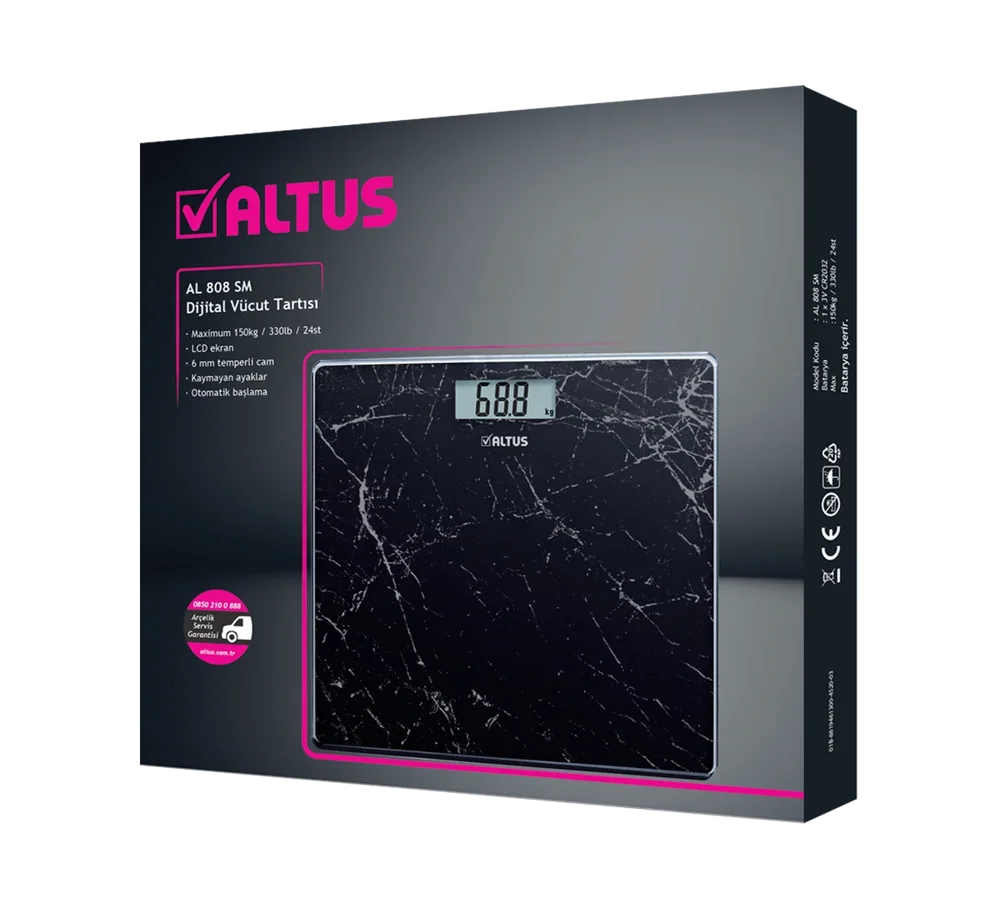 ALTUS
AL 808 SM
Dijital Vücut Tartısı
· Maximum 150kg / 330lb / 24st
· LCD ekran
· 6 mm temperli cam
· Kaymayan ayaklar
· Otomatik başlama
68.8 kg
ALTUS
0850 210 0 888
Arçelik
Servis
Garantisi
altus.com.tr
Model Kodu : AL 808 SM
Batarya : 1 x 3V CR2032
Max : 150kg / 330lb / 24st
Batarya içerir.
CE